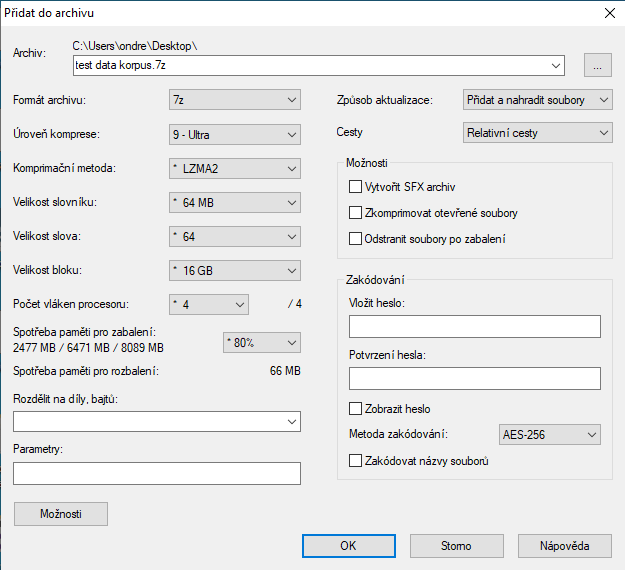 Přidat do archivu
Archiv:
C:\Users\ondre\Desktop\
test data korpus.7z
...
Formát archivu:
7z
Úroveň komprese:
9 - Ultra
Komprimační metoda:
* LZMA2
Velikost slovníku:
* 64 MB
Velikost slova:
* 64
Velikost bloku:
* 16 GB
Počet vláken procesoru:
* 4
/ 4
Spotřeba paměti pro zabalení:
2477 MB / 6471 MB / 8089 MB
* 80%
Spotřeba paměti pro rozbalení:
66 MB
Rozdělit na díly, bajtů:
Parametry:
Možnosti
Způsob aktualizace:
Přidat a nahradit soubory
Cesty
Relativní cesty
Možnosti
Vytvořit SFX archiv
Zkomprimovat otevřené soubory
Odstranit soubory po zabalení
Zakódování
Vložit heslo:
Potvrzení hesla:
Zobrazit heslo
Metoda zakódování:
AES-256
Zakódovat názvy souborů
OK
Storno
Nápověda